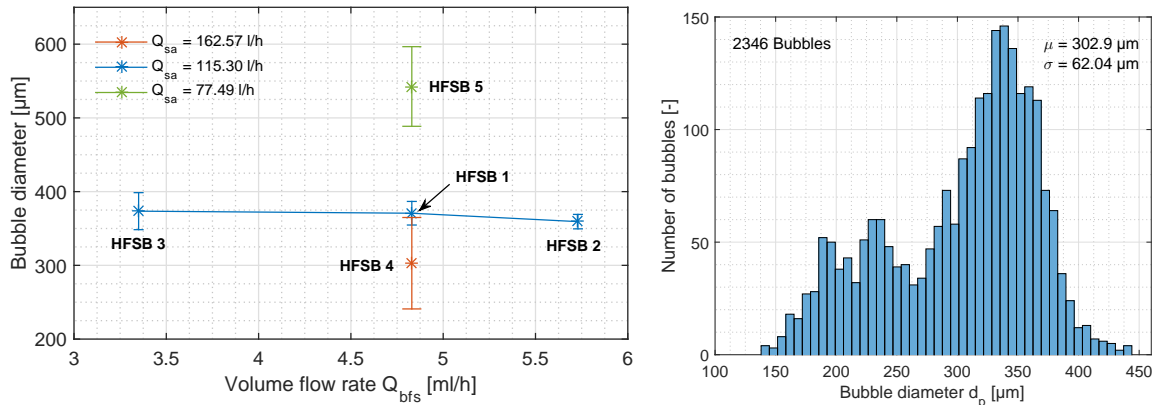 600
500
400
300
200
3
3.5
4
4.5
5
5.5
6
Bubble diameter [µm]
Volume flow rate Q_bfs [ml/h]
Q_sa = 162.57 l/h
Q_sa = 115.30 l/h
Q_sa = 77.49 l/h
HFSB 5
HFSB 1
HFSB 3
HFSB 2
HFSB 4
150
100
50
0
100
150
200
250
300
350
400
450
Number of bubbles [-]
Bubble diameter d_p [µm]
2346 Bubbles
µ = 302.9 µm
σ = 62.04 µm